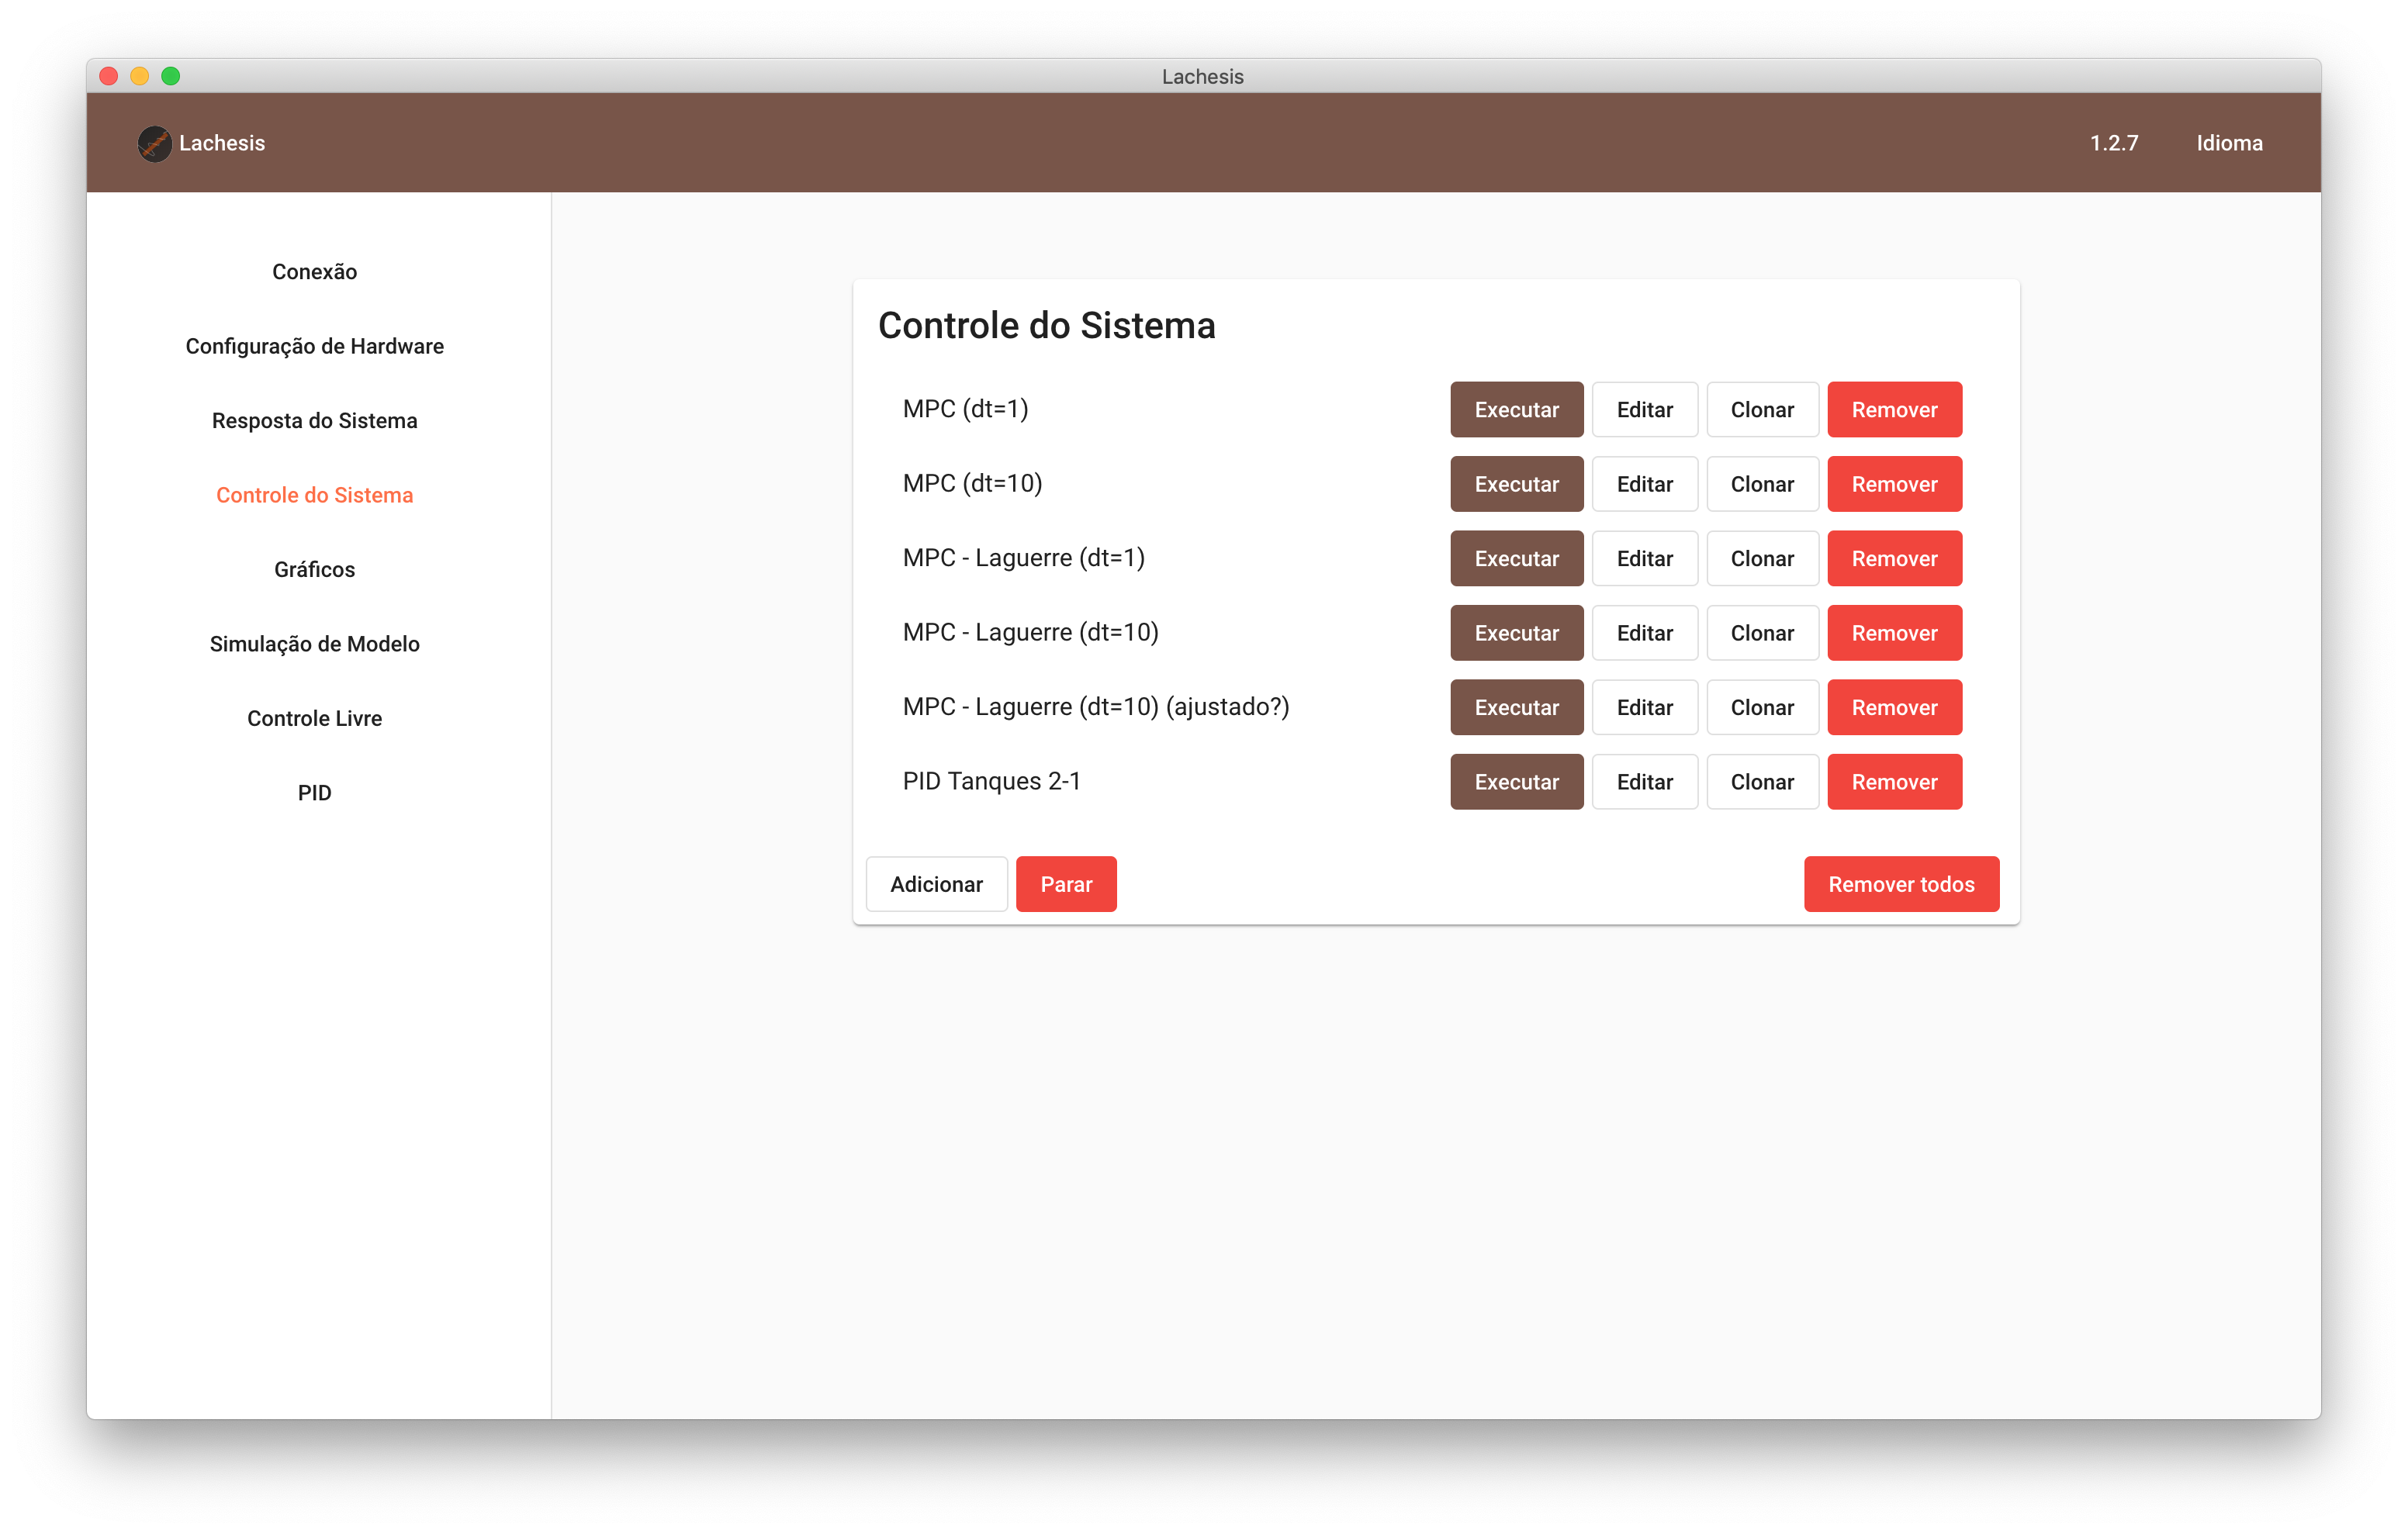 Lachesis
Lachesis 1.2.7 Idioma
Conexão
Configuração de Hardware
Resposta do Sistema
Controle do Sistema
Gráficos
Simulação de Modelo
Controle Livre
PID
Controle do Sistema
MPC (dt=1) Executar Editar Clonar Remover
MPC (dt=10) Executar Editar Clonar Remover
MPC - Laguerre (dt=1) Executar Editar Clonar Remover
MPC - Laguerre (dt=10) Executar Editar Clonar Remover
MPC - Laguerre (dt=10) (ajustado?) Executar Editar Clonar Remover
PID Tanques 2-1 Executar Editar Clonar Remover
Adicionar Parar Remover todos